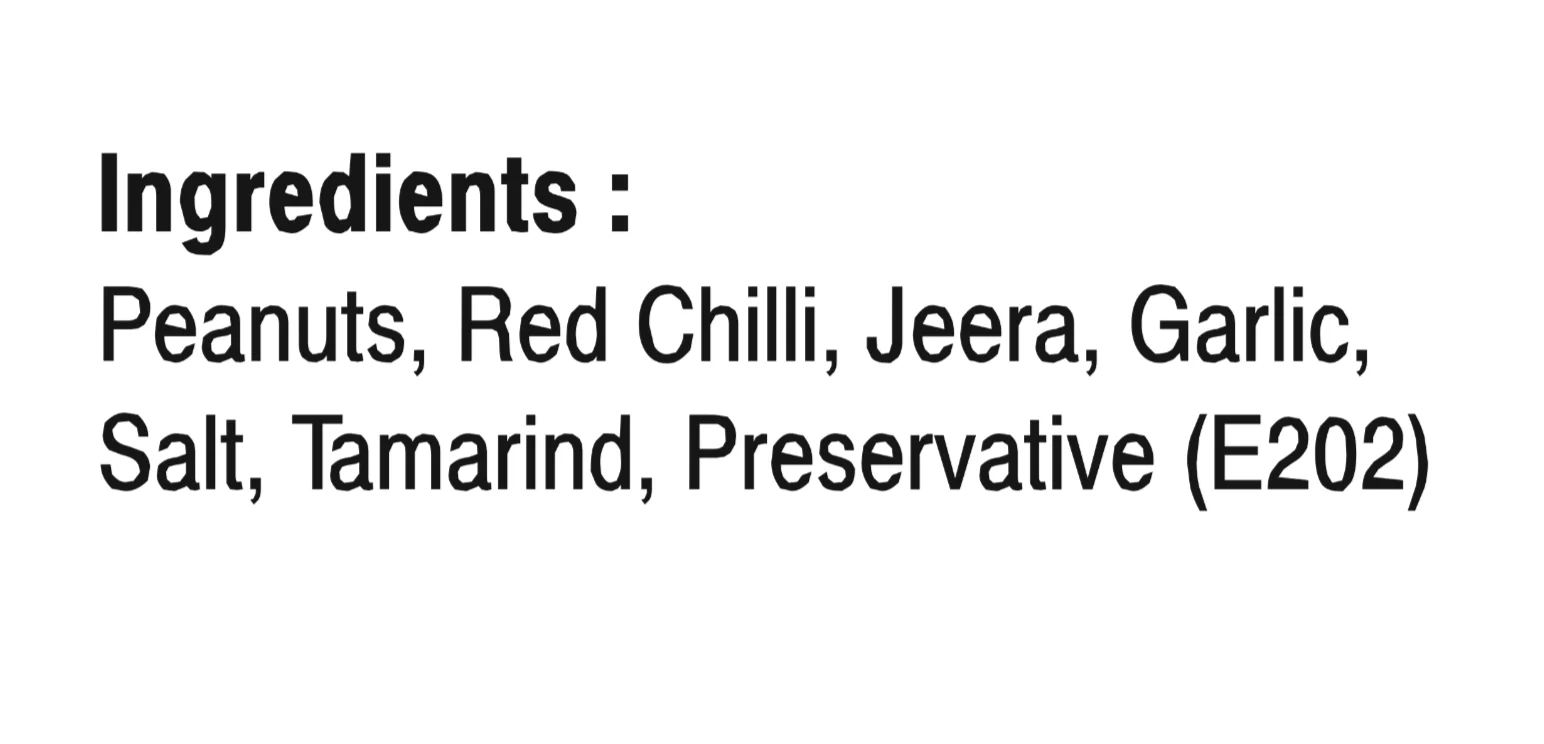 Ingredients :
Peanuts, Red Chilli, Jeera, Garlic,
Salt, Tamarind, Preservative (E202)